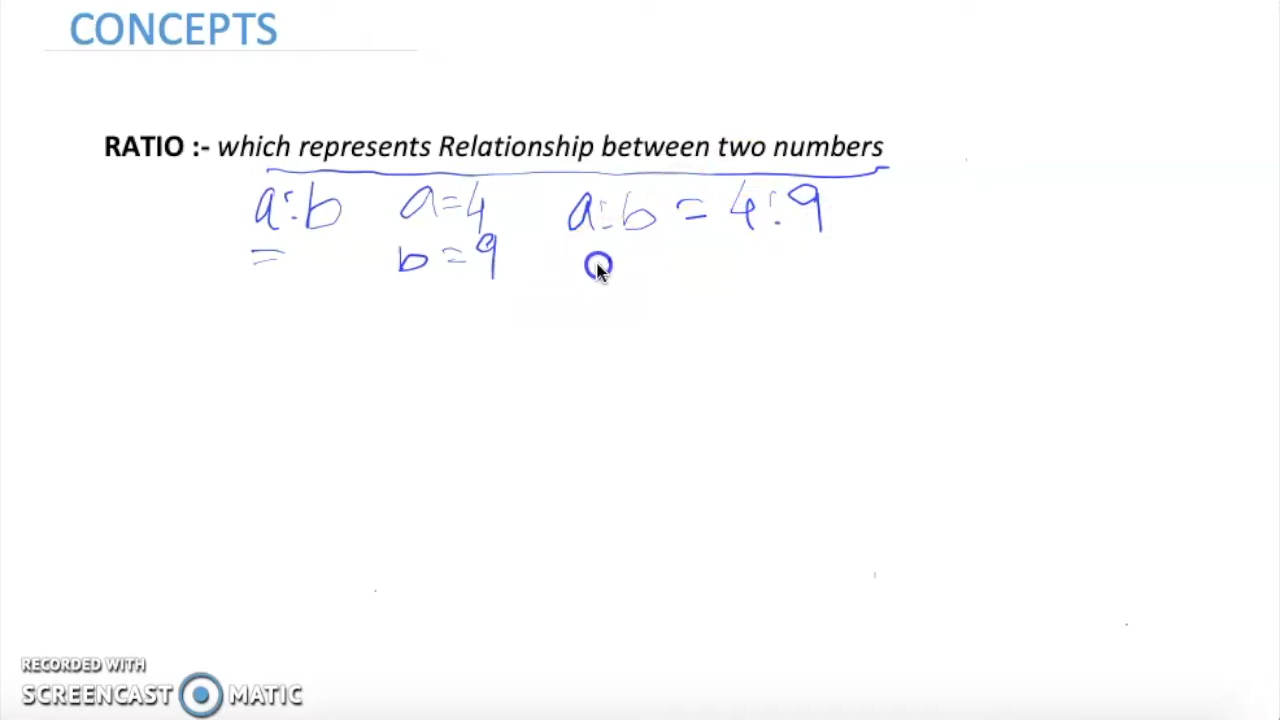 CONCEPTS
RATIO :- which represents Relationship between two numbers
a:b a=4 a:b = 4:9
= b=9
RECORDED WITH
SCREENCAST MATIC